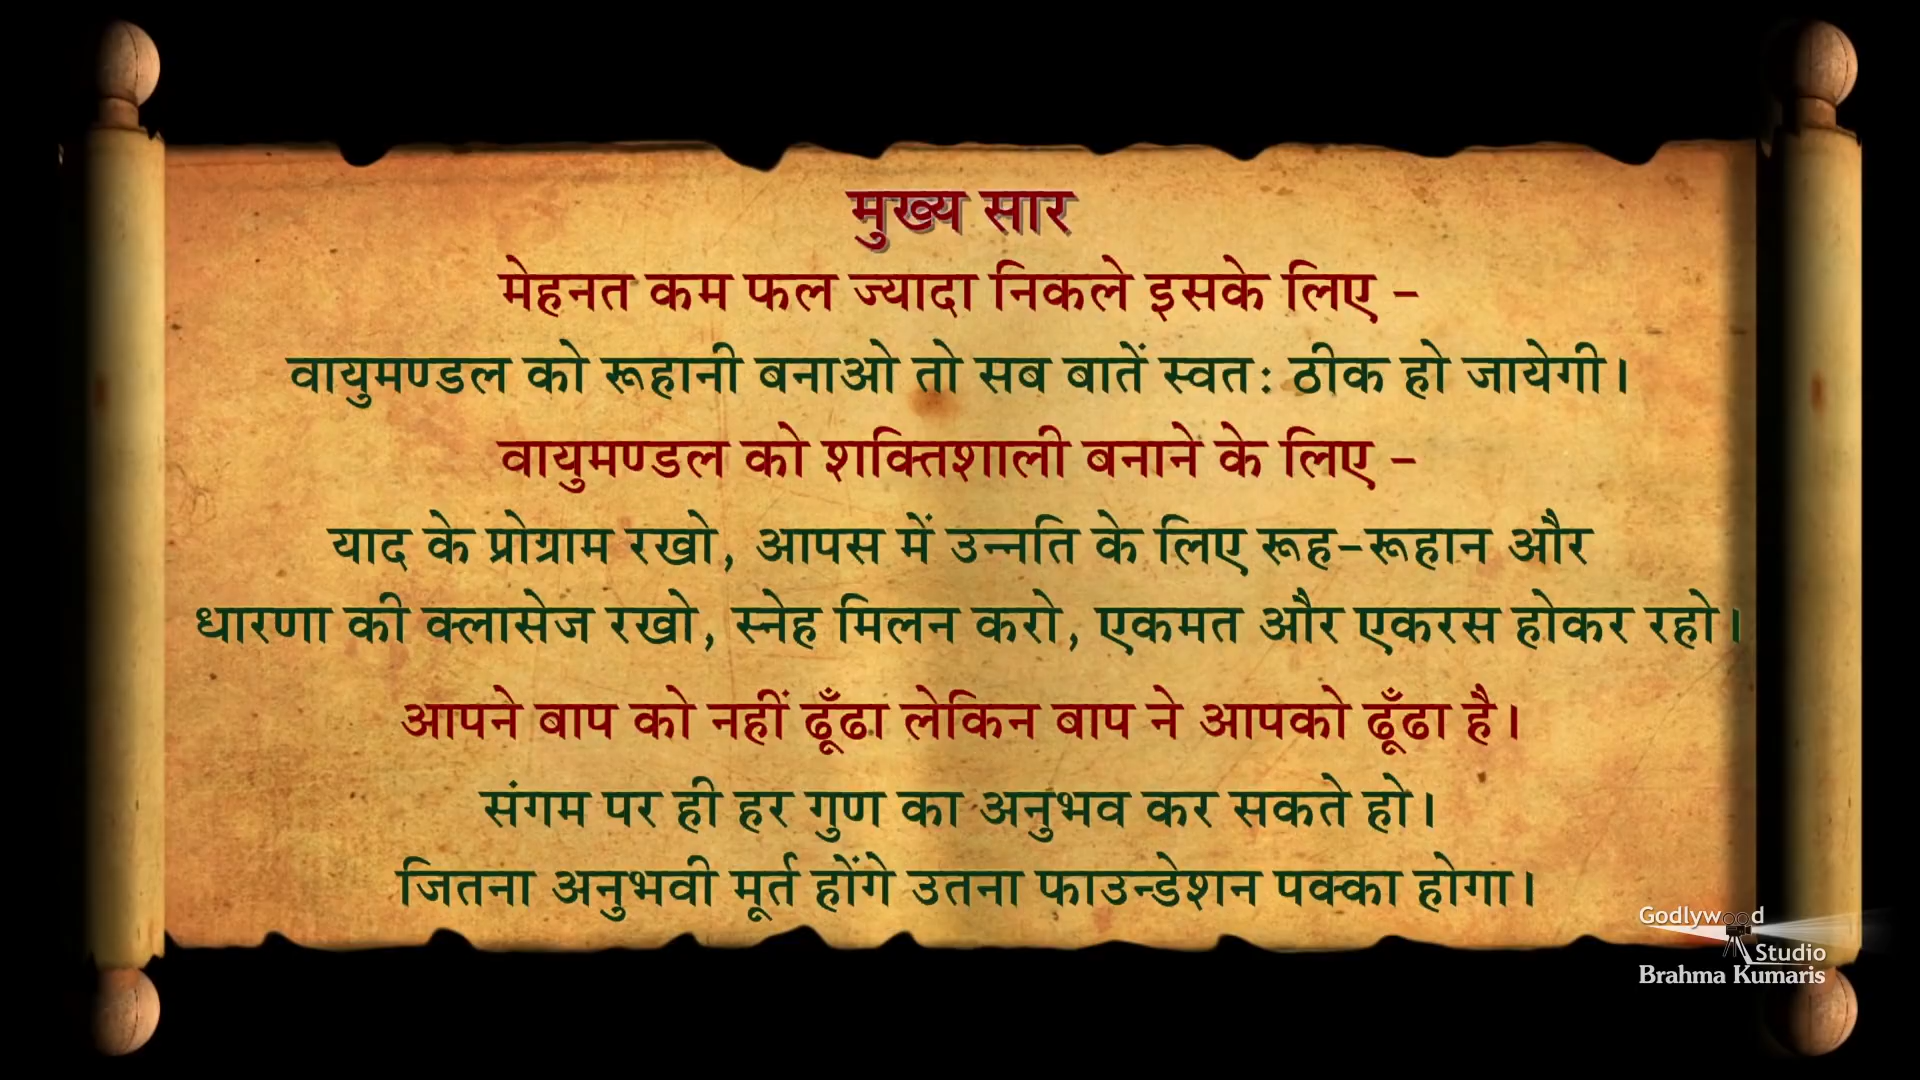 मुख्य सार
मेहनत कम फल ज्यादा निकले इसके लिए -
वायुमण्डल को रूहानी बनाओ तो सब बातें स्वत: ठीक हो जायेगी।
वायुमण्डल को शक्तिशाली बनाने के लिए -
याद के प्रोग्राम रखो, आपस में उन्नति के लिए रूह-रूहान और
धारणा की क्लासेज रखो, स्नेह मिलन करो, एकमत और एकरस होकर रहो।
आपने बाप को नहीं ढूँढा लेकिन बाप ने आपको ढूँढा है।
संगम पर ही हर गुण का अनुभव कर सकते हो।
जितना अनुभवी मूर्त होंगे उतना फाउन्डेशन पक्का होगा।
Godlywood
Studio
Brahma Kumaris